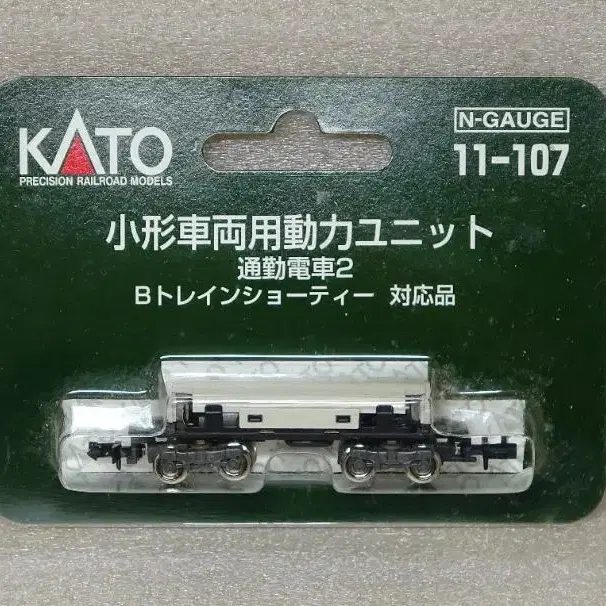 KATO
PRECISION RAILROAD MODELS
N-GAUGE
11-107
小形車両用動力ユニット
通勤電車2
Bトレインショーティー 対応品